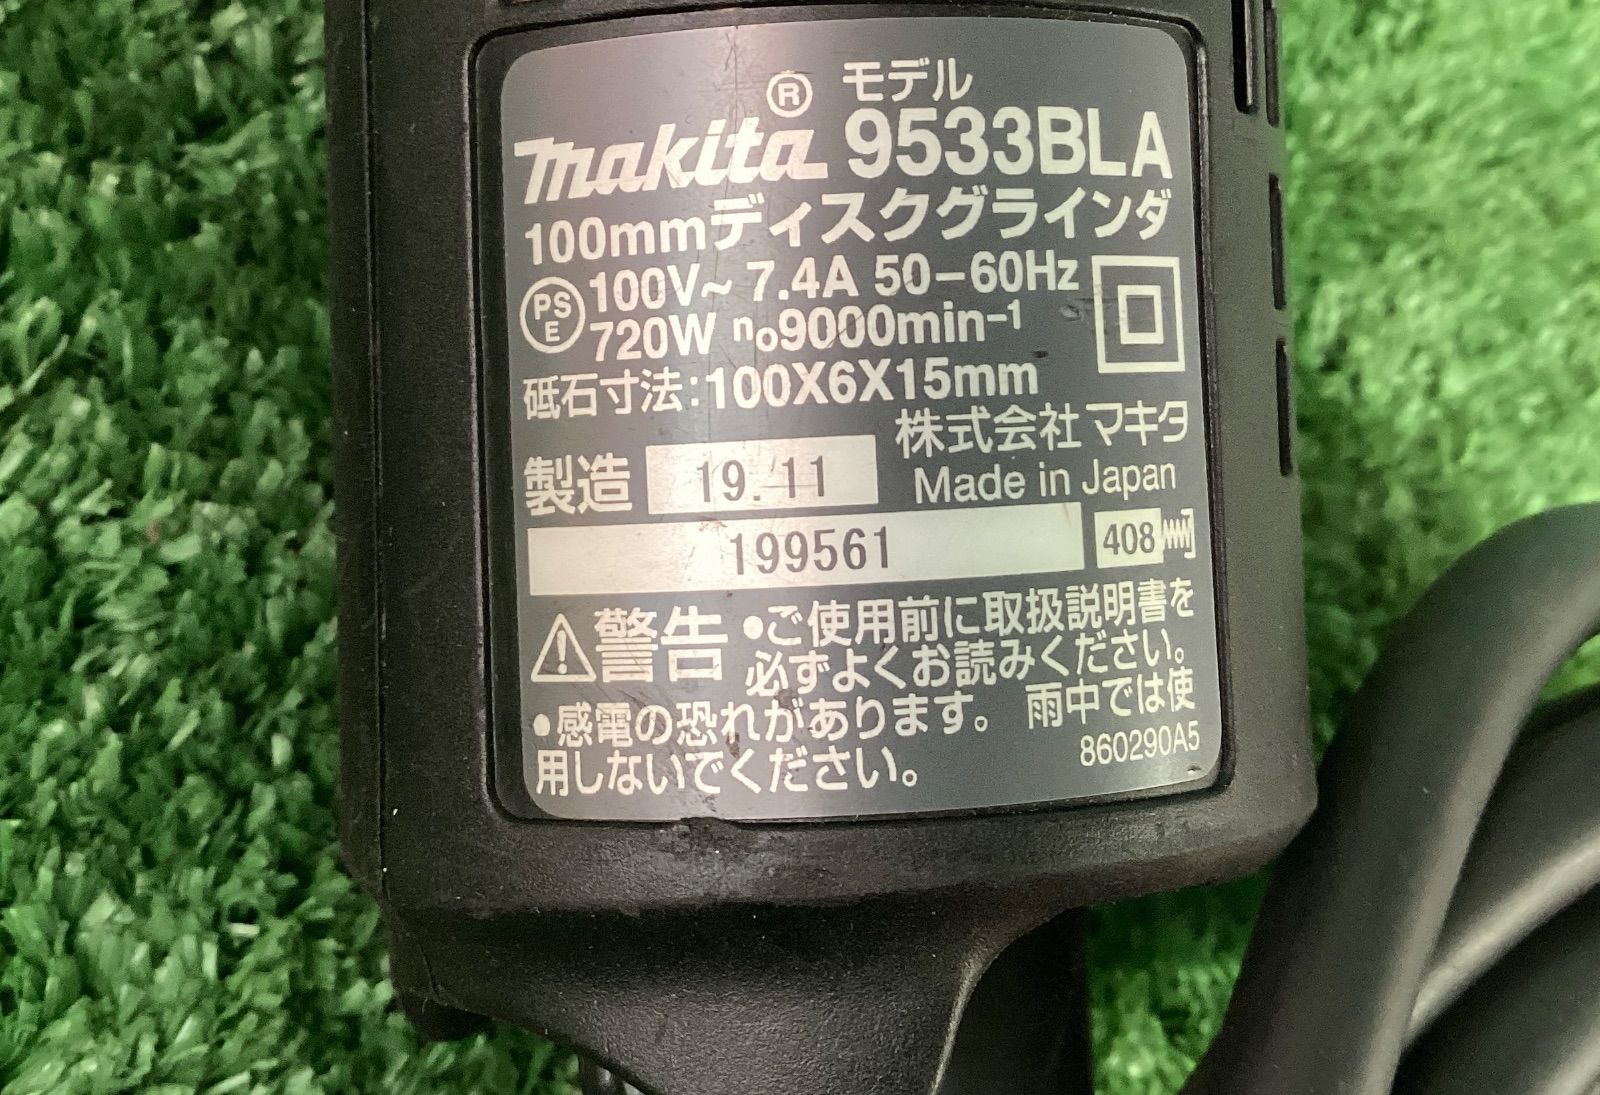 モデル
makita® 9533BLA
100mmディスクグラインダ
PSE 100V~ 7.4A 50-60Hz
720W n₀9000min⁻¹
砥石寸法:100X6X15mm
株式会社マキタ
製造 19.11 Made in Japan
199561 408
⚠警告 •ご使用前に取扱説明書を
必ずよくお読みください。
•感電の恐れがあります。 雨中では使
用しないでください。 860290A5